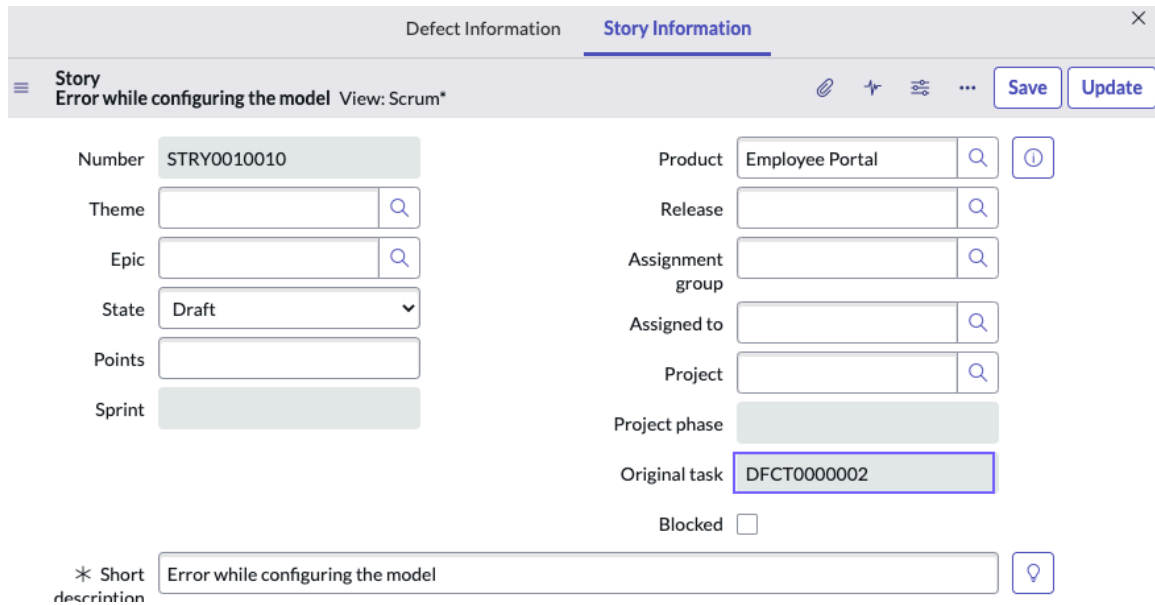 Defect Information
Story Information
Story
Error while configuring the model View: Scrum*
Save
Update
Number
STRY0010010
Theme
Epic
State
Draft
Points
Sprint
Product
Employee Portal
Release
Assignment
group
Assigned to
Project
Project phase
Original task
DFCT0000002
Blocked
Short
description
Error while configuring the model